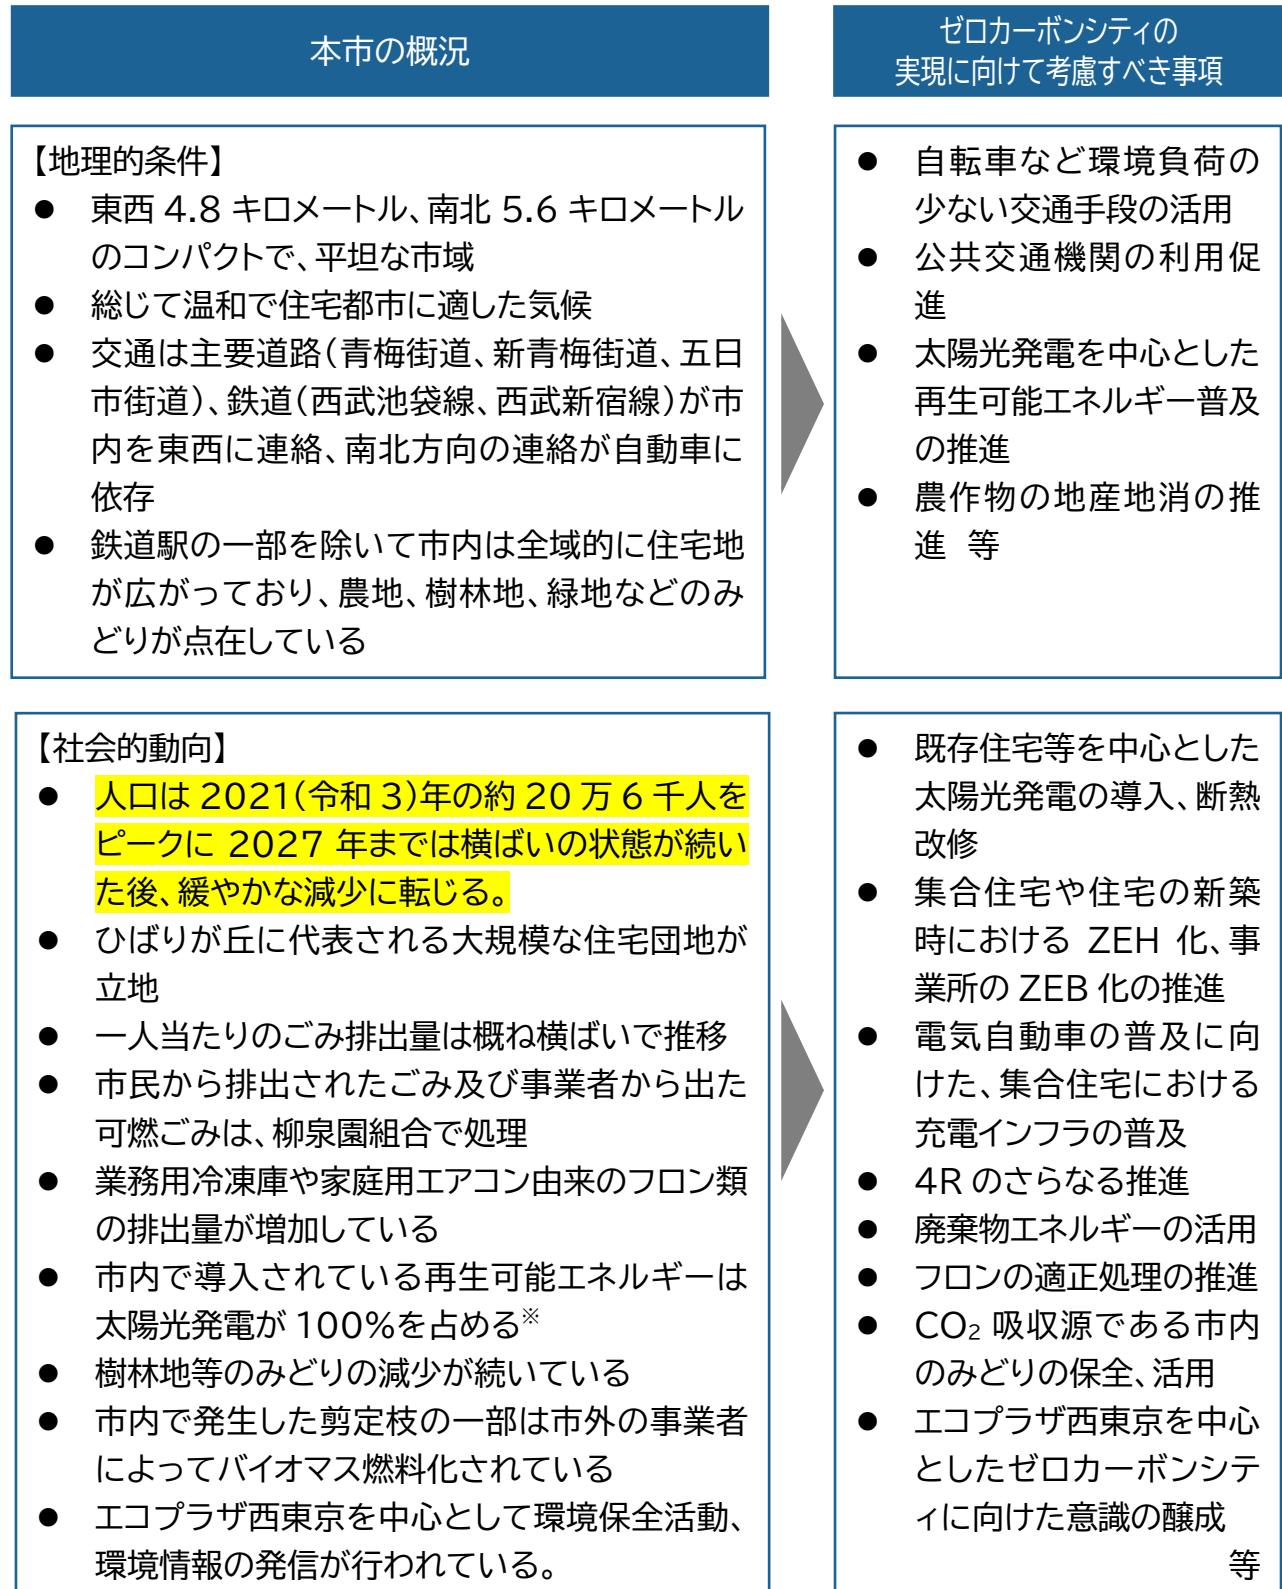 本市の概況
ゼロカーボンシティの
実現に向けて考慮すべき事項
【地理的条件】
● 東西 4.8 キロメートル、南北 5.6 キロメートル
のコンパクトで、平坦な市域
● 総じて温和で住宅都市に適した気候
● 交通は主要道路（青梅街道、新青梅街道、五日
市街道）、鉄道（西武池袋線、西武新宿線）が市
内を東西に連絡、南北方向の連絡が自動車に
依存
● 鉄道駅の一部を除いて市内は全域的に住宅地
が広がっており、農地、樹林地、緑地などのみ
どりが点在している
● 自転車など環境負荷の
少ない交通手段の活用
● 公共交通機関の利用促
進
● 太陽光発電を中心とした
再生可能エネルギー普及
の推進
● 農作物の地産地消の推
進 等
【社会的動向】
● 人口は 2021（令和 3）年の約 20 万 6 千人を
ピークに 2027 年までは横ばいの状態が続い
た後、緩やかな減少に転じる。
● ひばりが丘に代表される大規模な住宅団地が
立地
● 一人当たりのごみ排出量は概ね横ばいで推移
● 市民から排出されたごみ及び事業者から出た
可燃ごみは、柳泉園組合で処理
● 業務用冷凍庫や家庭用エアコン由来のフロン類
の排出量が増加している
● 市内で導入されている再生可能エネルギーは
太陽光発電が 100%を占める※
● 樹林地等のみどりの減少が続いている
● 市内で発生した剪定枝の一部は市外の事業者
によってバイオマス燃料化されている
● エコプラザ西東京を中心として環境保全活動、
環境情報の発信が行われている。
● 既存住宅等を中心とした
太陽光発電の導入、断熱
改修
● 集合住宅や住宅の新築
時における ZEH 化、事
業所の ZEB 化の推進
● 電気自動車の普及に向
けた、集合住宅における
充電インフラの普及
● 4R のさらなる推進
● 廃棄物エネルギーの活用
● フロンの適正処理の推進
● CO₂ 吸収源である市内
のみどりの保全、活用
● エコプラザ西東京を中心
としたゼロカーボンシテ
ィに向けた意識の醸成
等